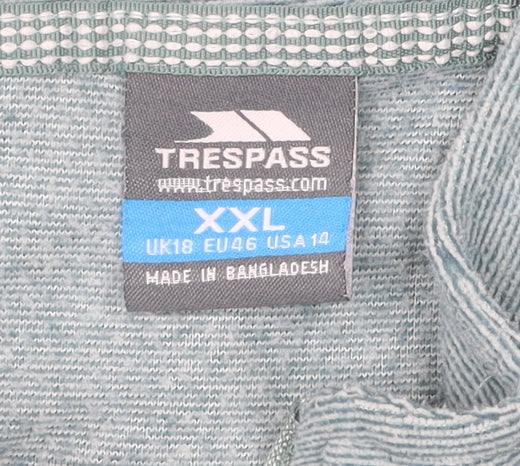 TRESPASS
www.trespass.com
XXL
UK18 EU46 USA14
MADE IN BANGLADESH